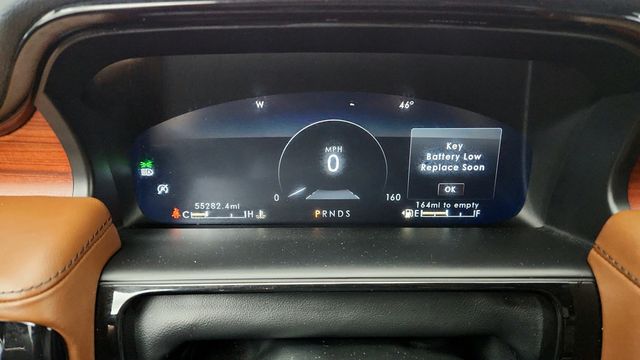 W - 46°
MPH
0
Key
Battery Low
Replace Soon
OK
0 160
55282.4mi
164mi to empty
C H
PRNDS
E F